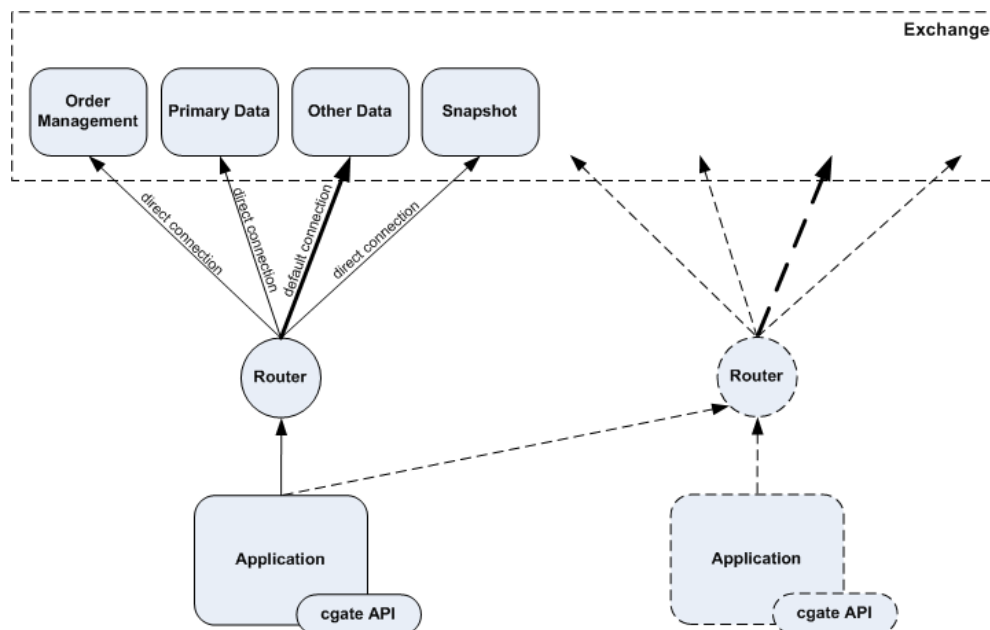 Exchange
Order
Management
Primary Data
Other Data
Snapshot
direct connection
direct connection
default connection
direct connection
Router
Router
Application
cgate API
Application
cgate API